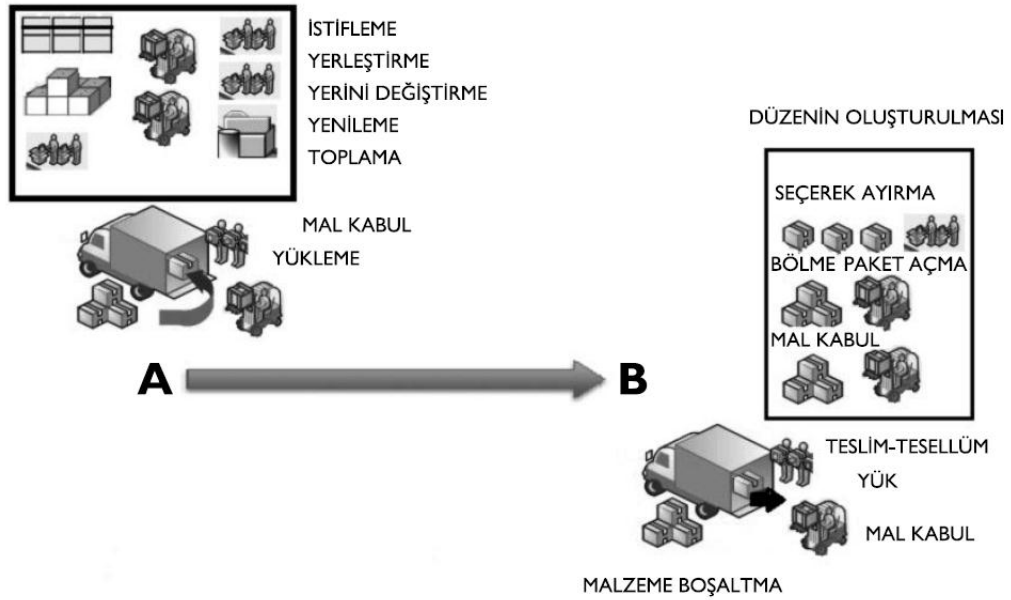 İSTİFLEME
YERLEŞTİRME
YERİNİ DEĞİŞTİRME
YENİLEME
TOPLAMA
MAL KABUL
YÜKLEME
A
B
DÜZENİN OLUŞTURULMASI
SEÇEREK AYIRMA
BÖLME PAKET AÇMA
MAL KABUL
TESLİM-TESELLÜM
YÜK
MAL KABUL
MALZEME BOŞALTMA